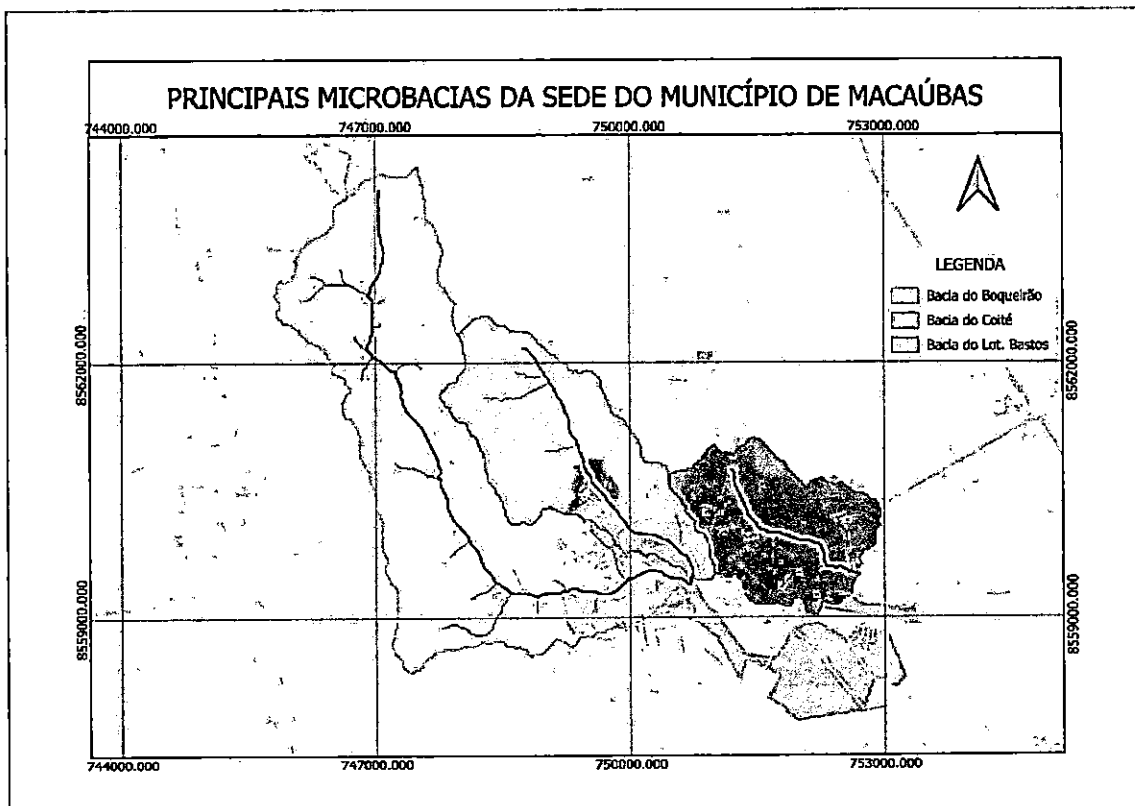 PRINCIPAIS MICROBACIAS DA SEDE DO MUNICÍPIO DE MACAÚBAS
744000.000 747000.000 750000.000 753000.000
LEGENDA
Bacia do Boqueirão
Bacia do Coité
Bacia do Lot. Bastos
8562000.000 8562000.000
8559000.000 8559000.000
744000.000 747000.000 750000.000 753000.000